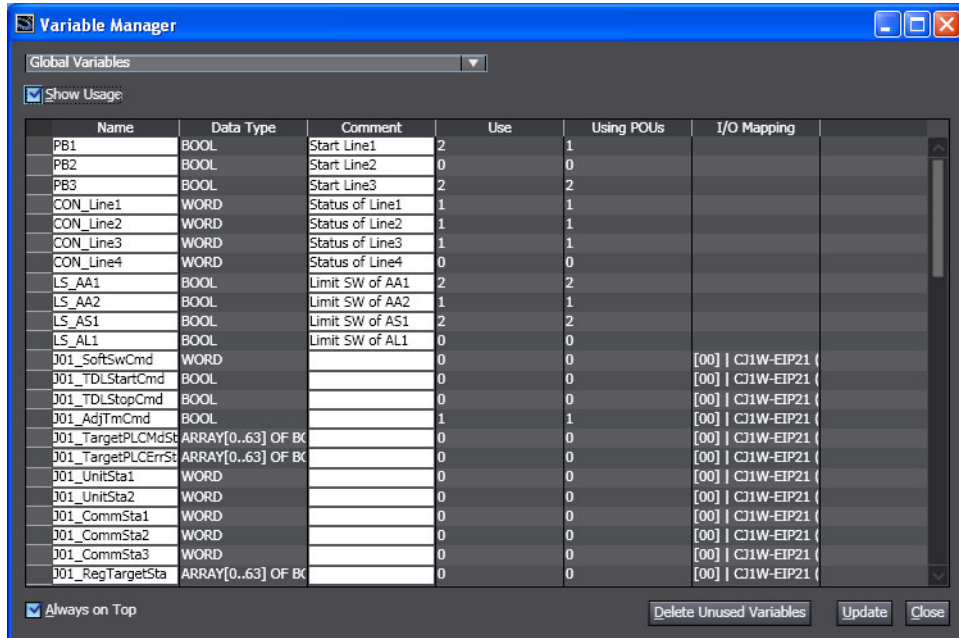 Variable Manager
Global Variables
Show Usage
Name Data Type Comment Use Using POUs I/O Mapping
PB1 BOOL Start Line1 2 1
PB2 BOOL Start Line2 0 0
PB3 BOOL Start Line3 2 2
CON_Line1 WORD Status of Line1 1 1
CON_Line2 WORD Status of Line2 1 1
CON_Line3 WORD Status of Line3 1 1
CON_Line4 WORD Status of Line4 0 0
LS_AA1 BOOL Limit SW of AA1 2 2
LS_AA2 BOOL Limit SW of AA2 1 1
LS_AS1 BOOL Limit SW of AS1 2 2
LS_AL1 BOOL Limit SW of AL1 0 0
J01_SoftSwCmd WORD 0 0 [00] | CJ1W-EIP21 (
J01_TDLStartCmd BOOL 0 0 [00] | CJ1W-EIP21 (
J01_TDLStopCmd BOOL 0 0 [00] | CJ1W-EIP21 (
J01_AdjTmCmd BOOL 1 1 [00] | CJ1W-EIP21 (
J01_TargetPLCMdSt ARRAY[0..63] OF BO 0 0 [00] | CJ1W-EIP21 (
J01_TargetPLCErrSt ARRAY[0..63] OF BO 0 0 [00] | CJ1W-EIP21 (
J01_UnitSta1 WORD 0 0 [00] | CJ1W-EIP21 (
J01_UnitSta2 WORD 0 0 [00] | CJ1W-EIP21 (
J01_CommSta1 WORD 0 0 [00] | CJ1W-EIP21 (
J01_CommSta2 WORD 0 0 [00] | CJ1W-EIP21 (
J01_CommSta3 WORD 0 0 [00] | CJ1W-EIP21 (
J01_RegTargetSta ARRAY[0..63] OF BO 0 0 [00] | CJ1W-EIP21 (
Always on Top Delete Unused Variables Update Close